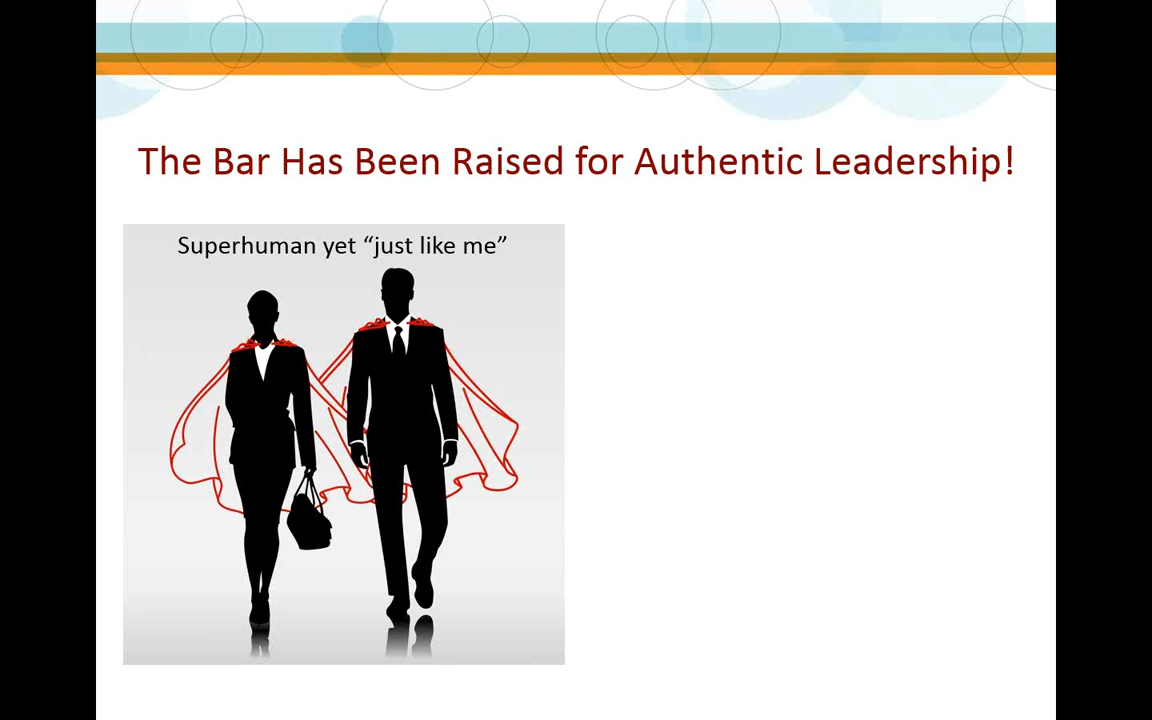 The Bar Has Been Raised for Authentic Leadership!
Superhuman yet “just like me”